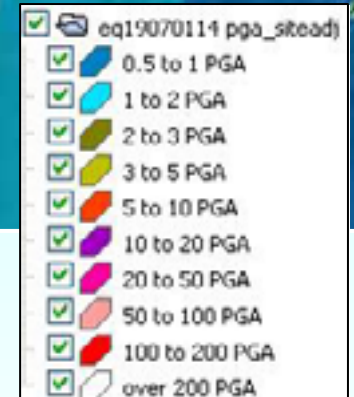 eq19070114 pga_siteadj
0.5 to 1 PGA
1 to 2 PGA
2 to 3 PGA
3 to 5 PGA
5 to 10 PGA
10 to 20 PGA
20 to 50 PGA
50 to 100 PGA
100 to 200 PGA
over 200 PGA